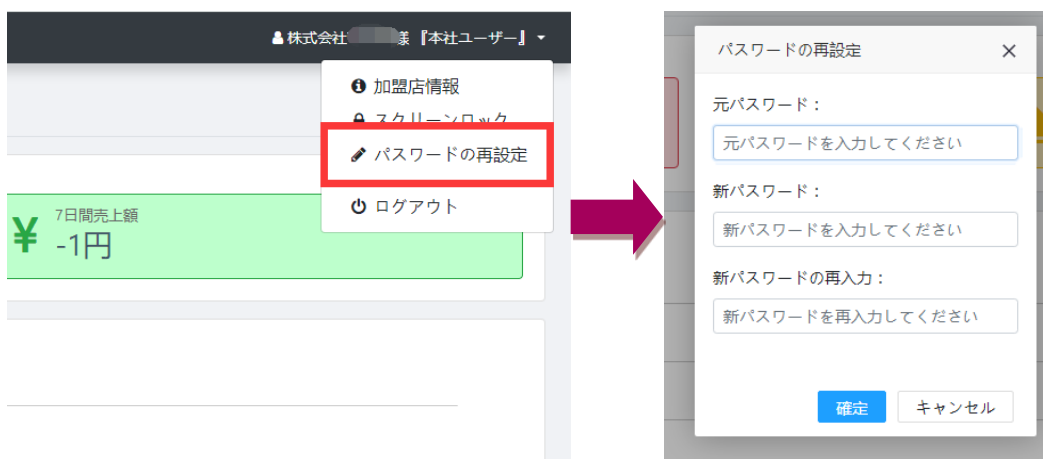 株式会社 様『本社ユーザー』
加盟店情報
スクリーンロック
パスワードの再設定
ログアウト
¥
7日間売上額
-1円
パスワードの再設定
元パスワード：
元パスワードを入力してください
新パスワード：
新パスワードを入力してください
新パスワードの再入力：
新パスワードを再入力してください
確定
キャンセル